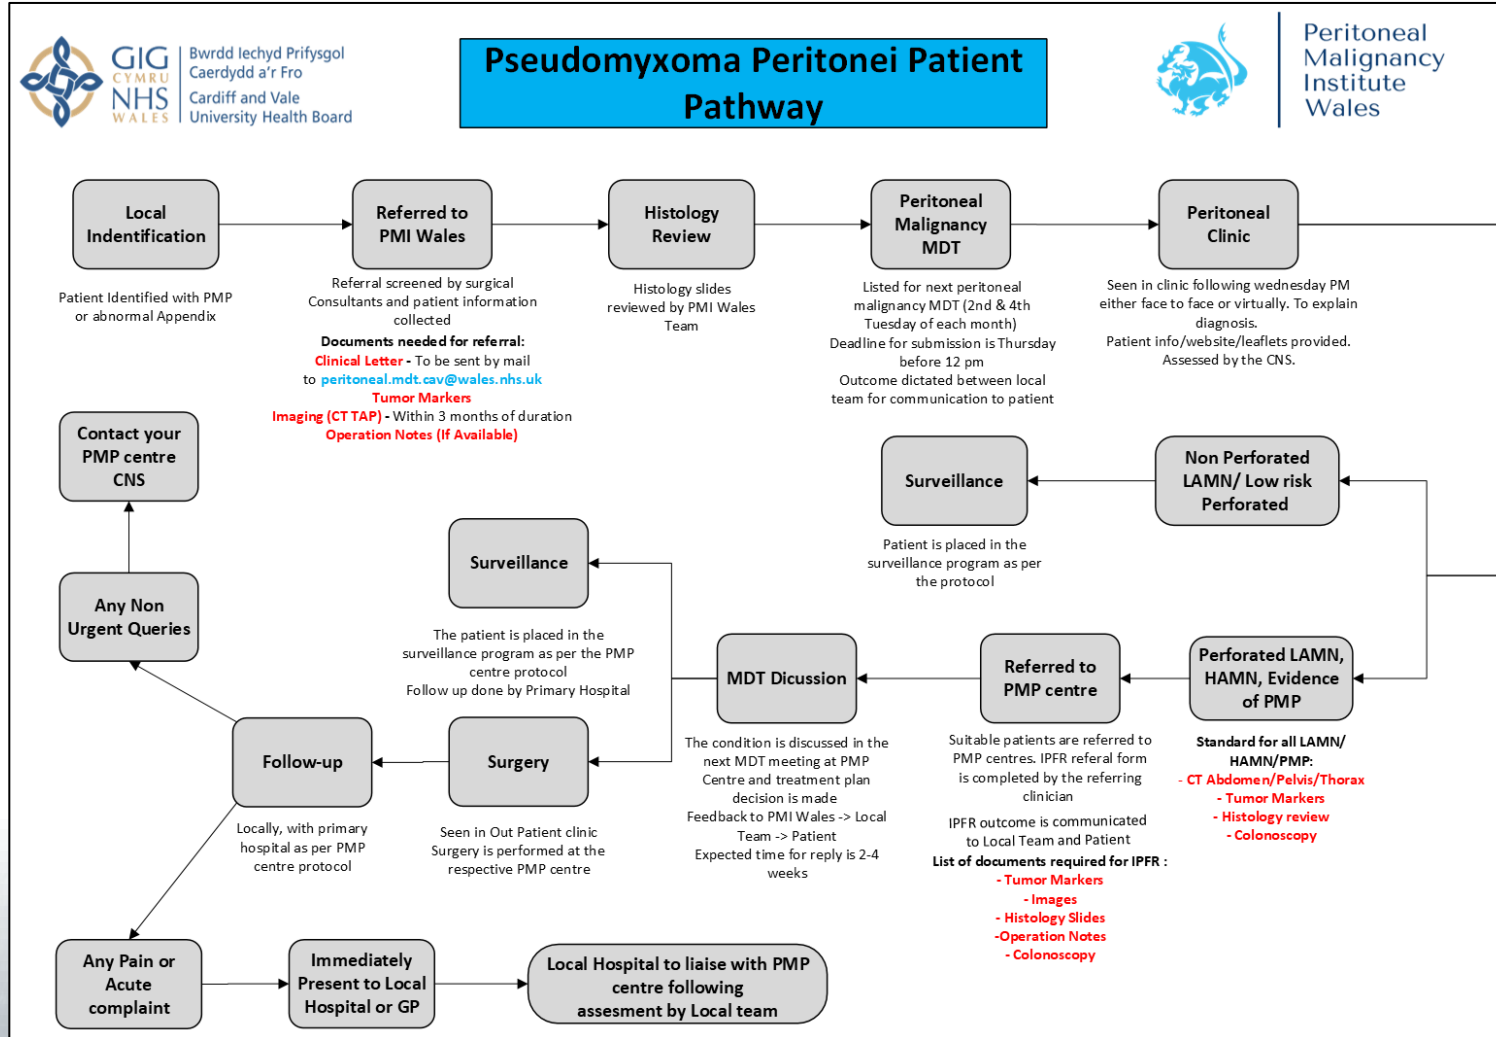 GIG
CYMRU
NHS
WALES
Bwrdd Iechyd Prifysgol
Caerdydd a'r Fro
Cardiff and Vale
University Health Board
Pseudomyxoma Peritonei Patient
Pathway
Peritoneal
Malignancy
Institute
Wales
Local
Indentification
Patient Identified with PMP
or abnormal Appendix
Referred to
PMI Wales
Referral screened by surgical
Consultants and patient information
collected
Documents needed for referral:
Clinical Letter - To be sent by mail
to peritoneal.mdt.cav@wales.nhs.uk
Tumor Markers
Imaging (CT TAP) - Within 3 months of duration
Operation Notes (If Available)
Histology
Review
Histology slides
reviewed by PMI Wales
Team
Peritoneal
Malignancy
MDT
Listed for next peritoneal
malignancy MDT (2nd & 4th
Tuesday of each month)
Deadline for submission is Thursday
before 12 pm
Outcome dictated between local
team for communication to patient
Peritoneal
Clinic
Seen in clinic following wednesday PM
either face to face or virtually. To explain
diagnosis.
Patient info/website/leaflets provided.
Assessed by the CNS.
Non Perforated
LAMN/ Low risk
Perforated
Surveillance
Patient is placed in the
surveillance program as per
the protocol
Perforated LAMN,
HAMN, Evidence
of PMP
Standard for all LAMN/
HAMN/PMP:
- CT Abdomen/Pelvis/Thorax
- Tumor Markers
- Histology review
- Colonoscopy
Referred to
PMP centre
Suitable patients are referred to
PMP centres. IPFR referal form
is completed by the referring
clinician
IPFR outcome is communicated
to Local Team and Patient
List of documents required for IPFR :
- Tumor Markers
- Images
- Histology Slides
-Operation Notes
- Colonoscopy
MDT Dicussion
The condition is discussed in the
next MDT meeting at PMP
Centre and treatment plan
decision is made
Feedback to PMI Wales -> Local
Team -> Patient
Expected time for reply is 2-4
weeks
Surveillance
The patient is placed in the
surveillance program as per the PMP
centre protocol
Follow up done by Primary Hospital
Surgery
Seen in Out Patient clinic
Surgery is performed at the
respective PMP centre
Follow-up
Locally, with primary
hospital as per PMP
centre protocol
Any Non
Urgent Queries
Contact your
PMP centre
CNS
Any Pain or
Acute
complaint
Immediately
Present to Local
Hospital or GP
Local Hospital to liaise with PMP
centre following
assesment by Local team